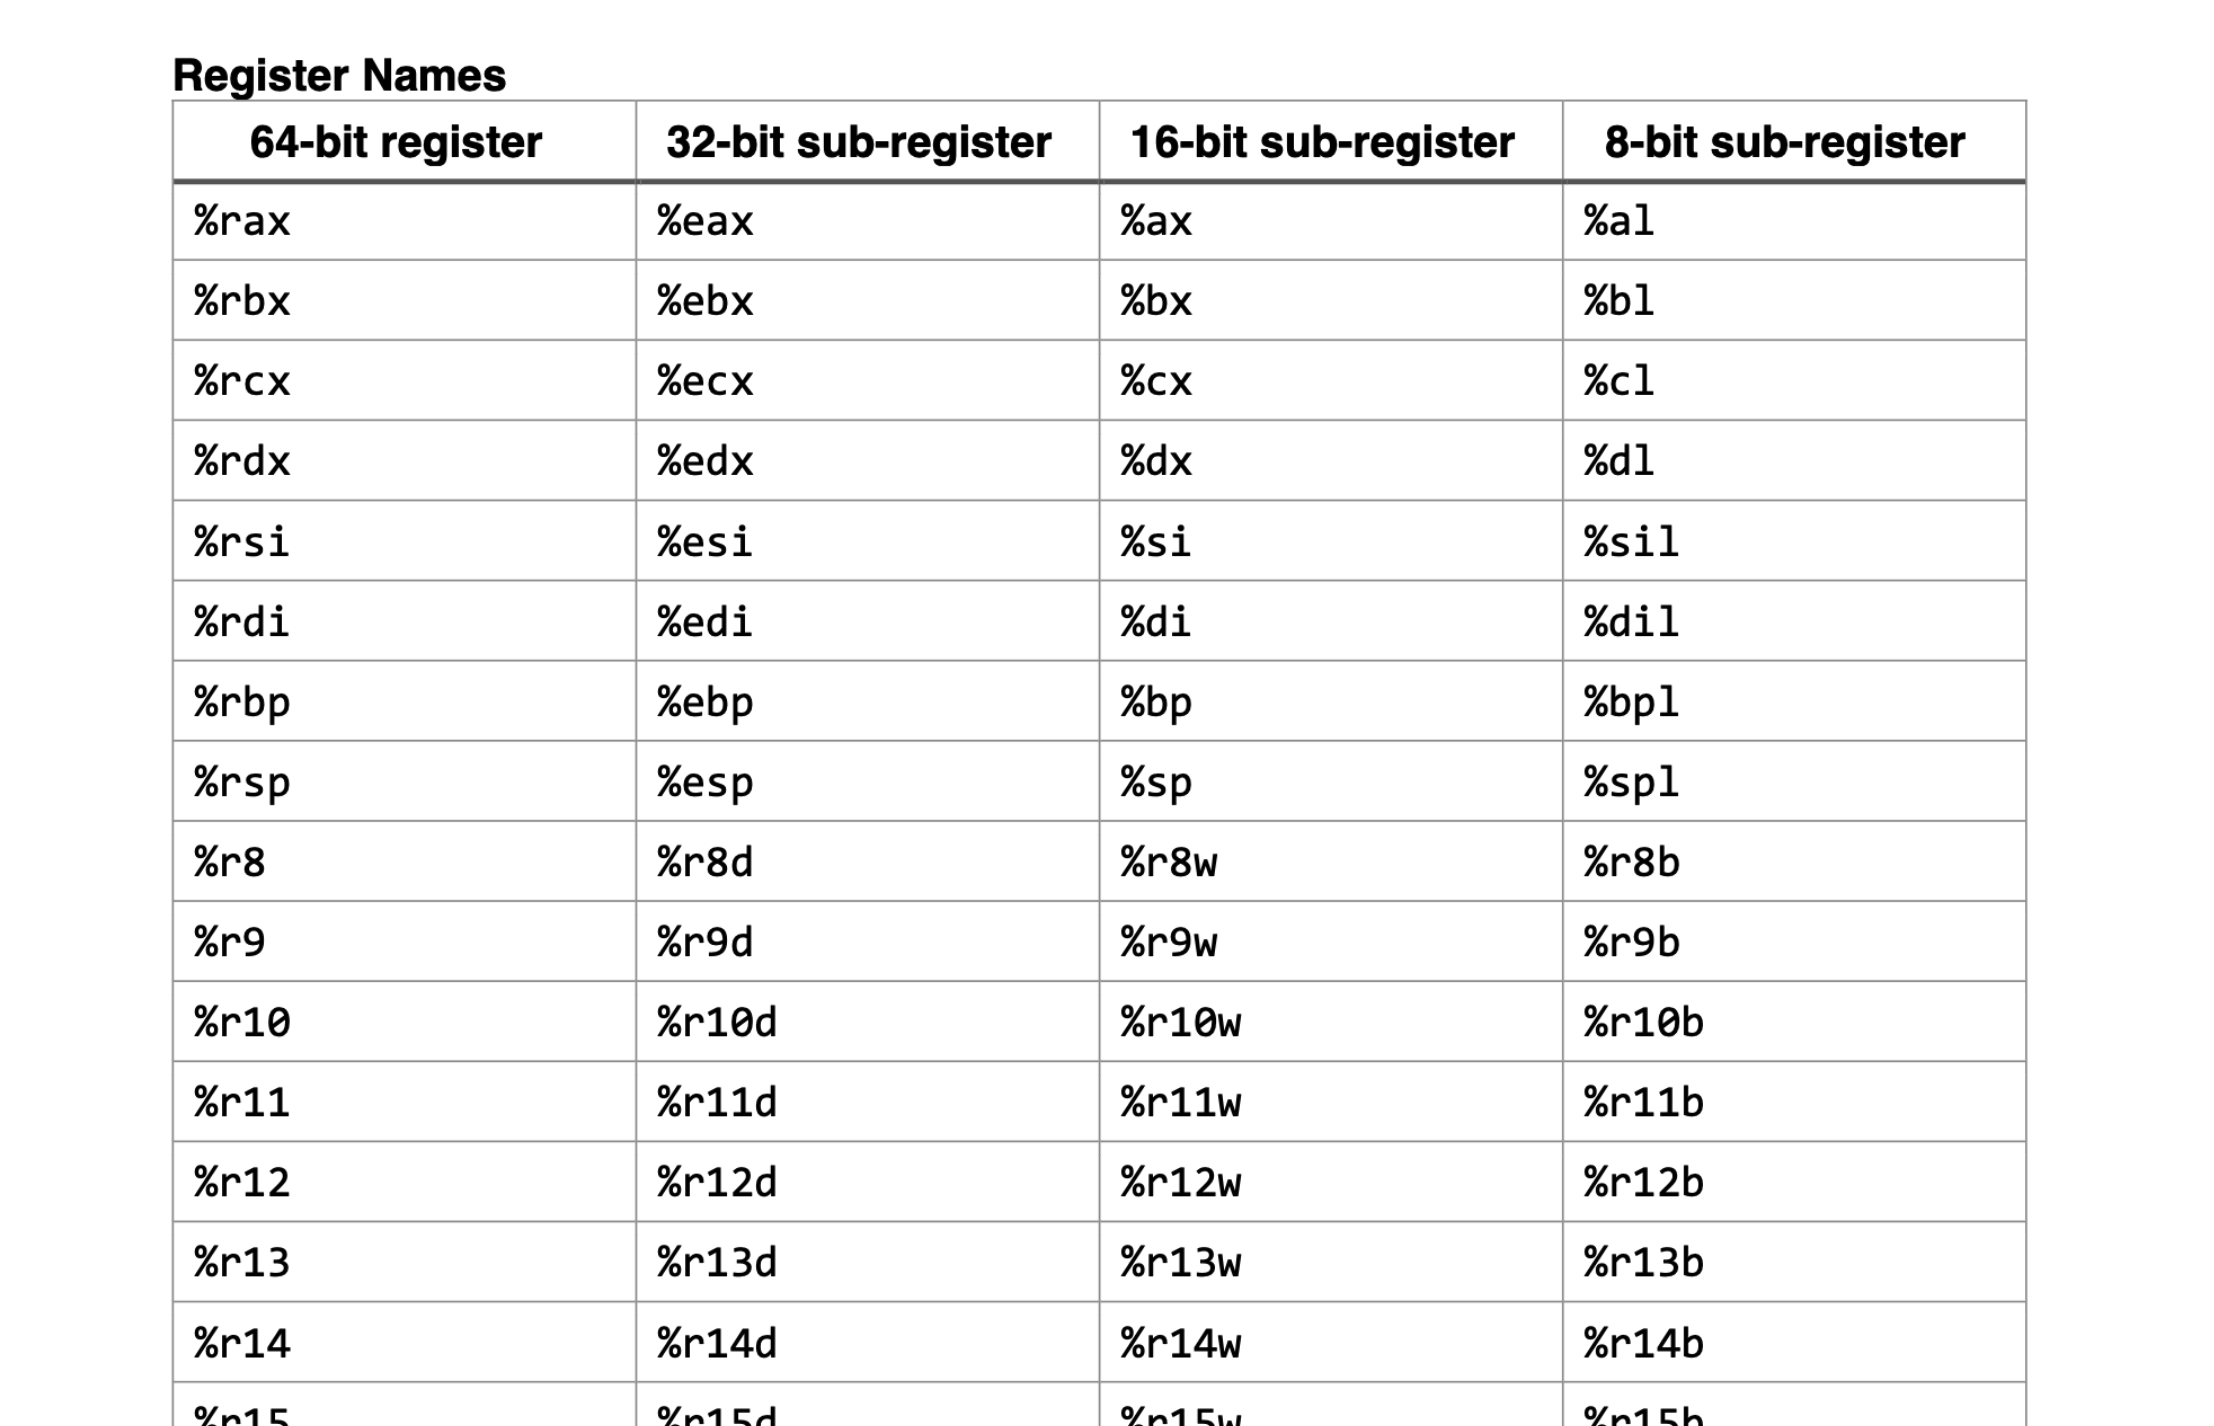 Register Names
64-bit register 32-bit sub-register 16-bit sub-register 8-bit sub-register
%rax %eax %ax %al
%rbx %ebx %bx %bl
%rcx %ecx %cx %cl
%rdx %edx %dx %dl
%rsi %esi %si %sil
%rdi %edi %di %dil
%rbp %ebp %bp %bpl
%rsp %esp %sp %spl
%r8 %r8d %r8w %r8b
%r9 %r9d %r9w %r9b
%r10 %r10d %r10w %r10b
%r11 %r11d %r11w %r11b
%r12 %r12d %r12w %r12b
%r13 %r13d %r13w %r13b
%r14 %r14d %r14w %r14b
%r15 %r15d %r15w %r15b